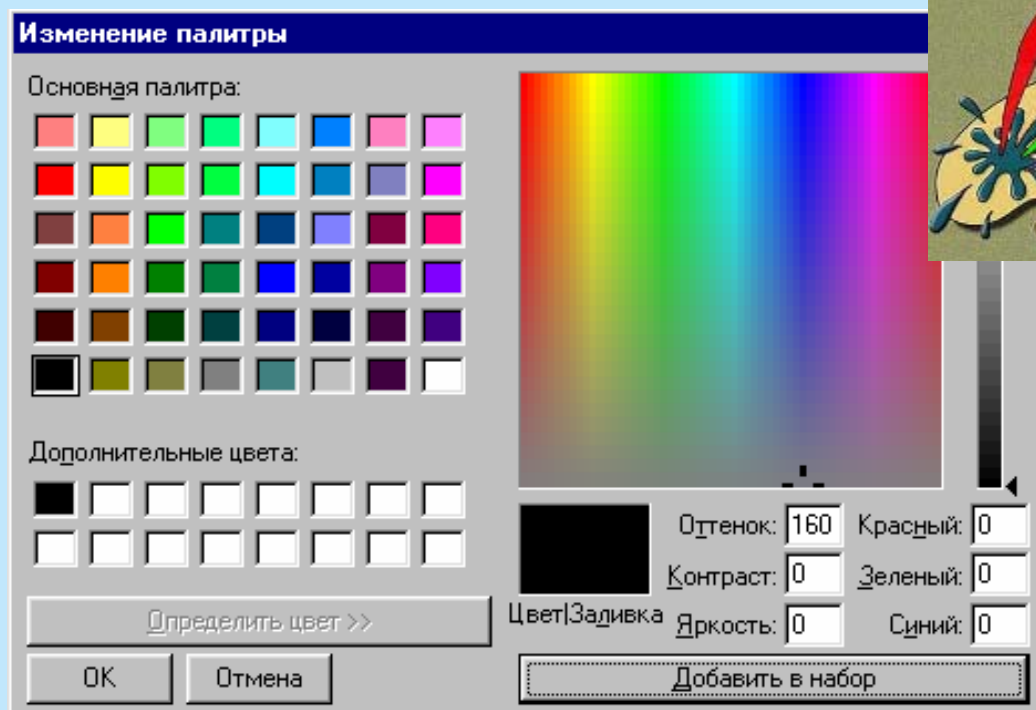 Изменение палитры
Основная палитра:
Дополнительные цвета:
Определить цвет >>
OK Отмена
Цвет|Заливка
Оттенок: 160 Красный: 0
Контраст: 0 Зеленый: 0
Яркость: 0 Синий: 0
Добавить в набор